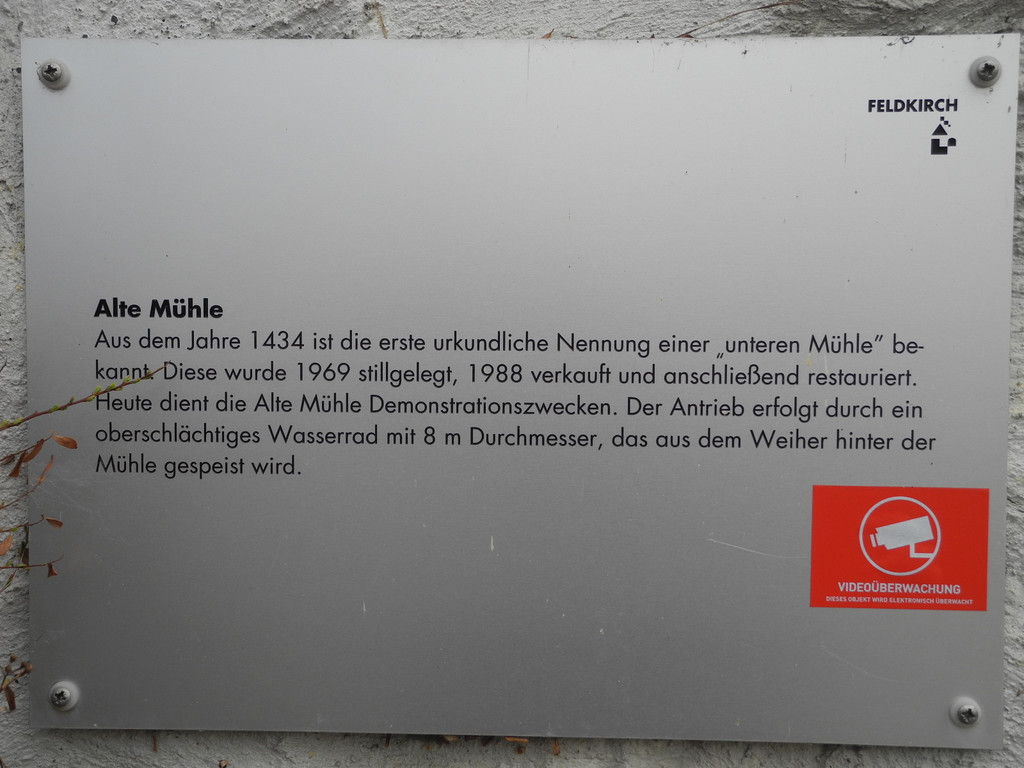 FELDKIRCH
Alte Mühle
Aus dem Jahre 1434 ist die erste urkundliche Nennung einer „unteren Mühle” be-
kannt. Diese wurde 1969 stillgelegt, 1988 verkauft und anschließend restauriert.
Heute dient die Alte Mühle Demonstrationszwecken. Der Antrieb erfolgt durch ein
oberschlächtiges Wasserrad mit 8 m Durchmesser, das aus dem Weiher hinter der
Mühle gespeist wird.
VIDEOÜBERWACHUNG
DIESES OBJEKT WIRD ELEKTRONISCH ÜBERWACHT